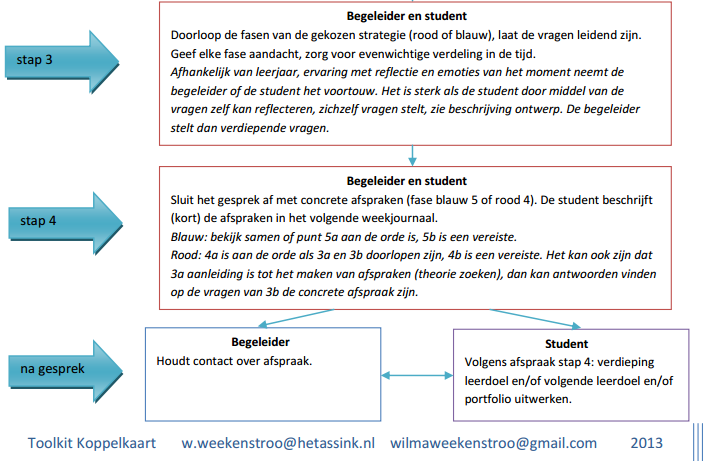 Begeleider en student
Doorloop de fasen van de gekozen strategie (rood of blauw), laat de vragen leidend zijn.
Geef elke fase aandacht, zorg voor evenwichtige verdeling in de tijd.
Afhankelijk van leerjaar, ervaring met reflectie en emoties van het moment neemt de
begeleider of de student het voortouw. Het is sterk als de student door middel van de
vragen zelf kan reflecteren, zichzelf vragen stelt, zie beschrijving ontwerp. De begeleider
stelt dan verdiepende vragen.
stap 3
Begeleider en student
Sluit het gesprek af met concrete afspraken (fase blauw 5 of rood 4). De student beschrijft
(kort) de afspraken in het volgende weekjournaal.
Blauw: bekijk samen of punt 5a aan de orde is, 5b is een vereiste.
Rood: 4a is aan de orde als 3a en 3b doorlopen zijn, 4b is een vereiste. Het kan ook zijn dat
3a aanleiding is tot het maken van afspraken (theorie zoeken), dan kan antwoorden vinden
op de vragen van 3b de concrete afspraak zijn.
stap 4
na gesprek
Begeleider
Houdt contact over afspraak.
Student
Volgens afspraak stap 4: verdieping
leerdoel en/of volgende leerdoel en/of
portfolio uitwerken.
Toolkit Koppelkaart w.weekenstroo@hetassink.nl wilmaweekenstroo@gmail.com 2013